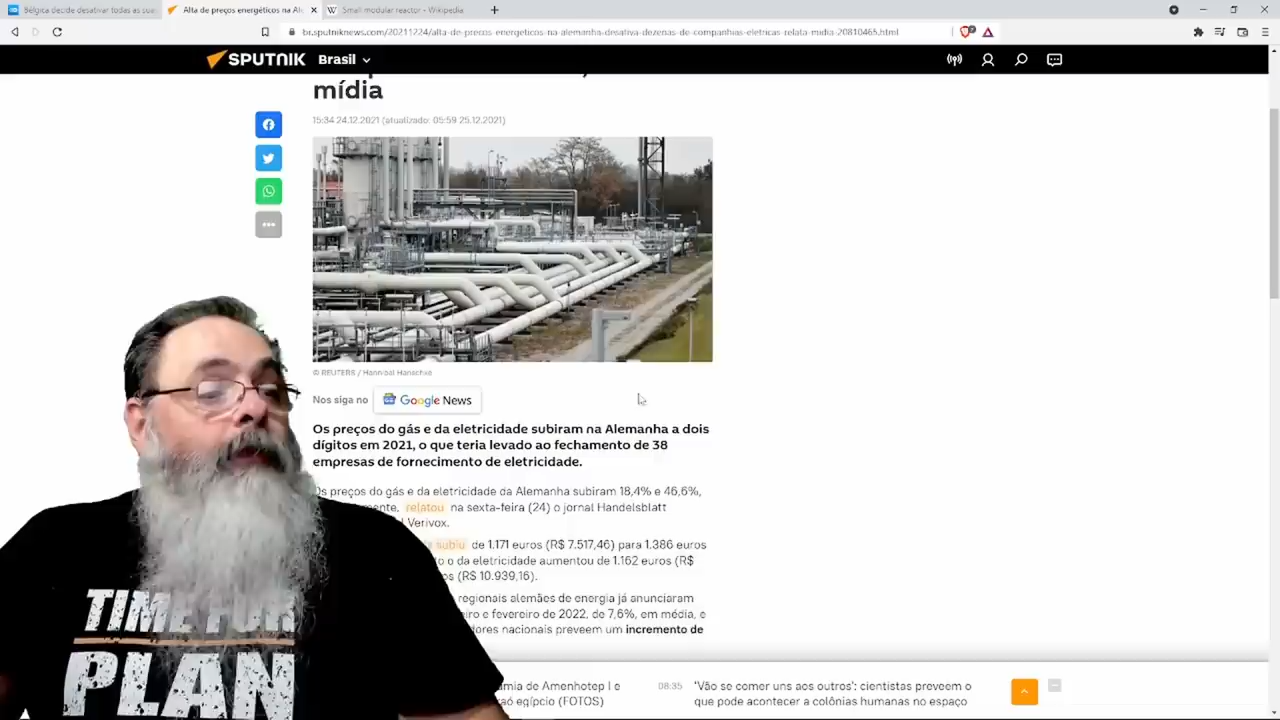 Bélgica decide desativar todas as sua
Alta de preços energéticos na Al
Small modular reactor - Wikipedia
br.sputniknews.com/20211224/alta-de-precos-energeticos-na-alemanha-desativa-dezenas-de-companhias-eletricas-relata-midia-20810465.html
SPUTNIK Brasil
mídia
15:34 24.12.2021 (atualizado: 05:59 25.12.2021)
© REUTERS / Hannibal Hanschke
Nos siga no Google News
Os preços do gás e da eletricidade subiram na Alemanha a dois
dígitos em 2021, o que teria levado ao fechamento de 38
empresas de fornecimento de eletricidade.
Os preços do gás e da eletricidade da Alemanha subiram 18,4% e 46,6%,
relatou na sexta-feira (24) o jornal Handelsblatt
Verivox.
subiu de 1.171 euros (R$ 7.517,46) para 1.386 euros
o da eletricidade aumentou de 1.162 euros (R$
(R$ 10.939,16).
regionais alemães de energia já anunciaram
e fevereiro de 2022, de 7,6%, em média, e
nacionais preveem um incremento de
de Amenhotep I e
egípcio (FOTOS)
08:35 'Vão se comer uns aos outros': cientistas preveem o
que pode acontecer a colônias humanas no espaço
TIME FOR
PLAN